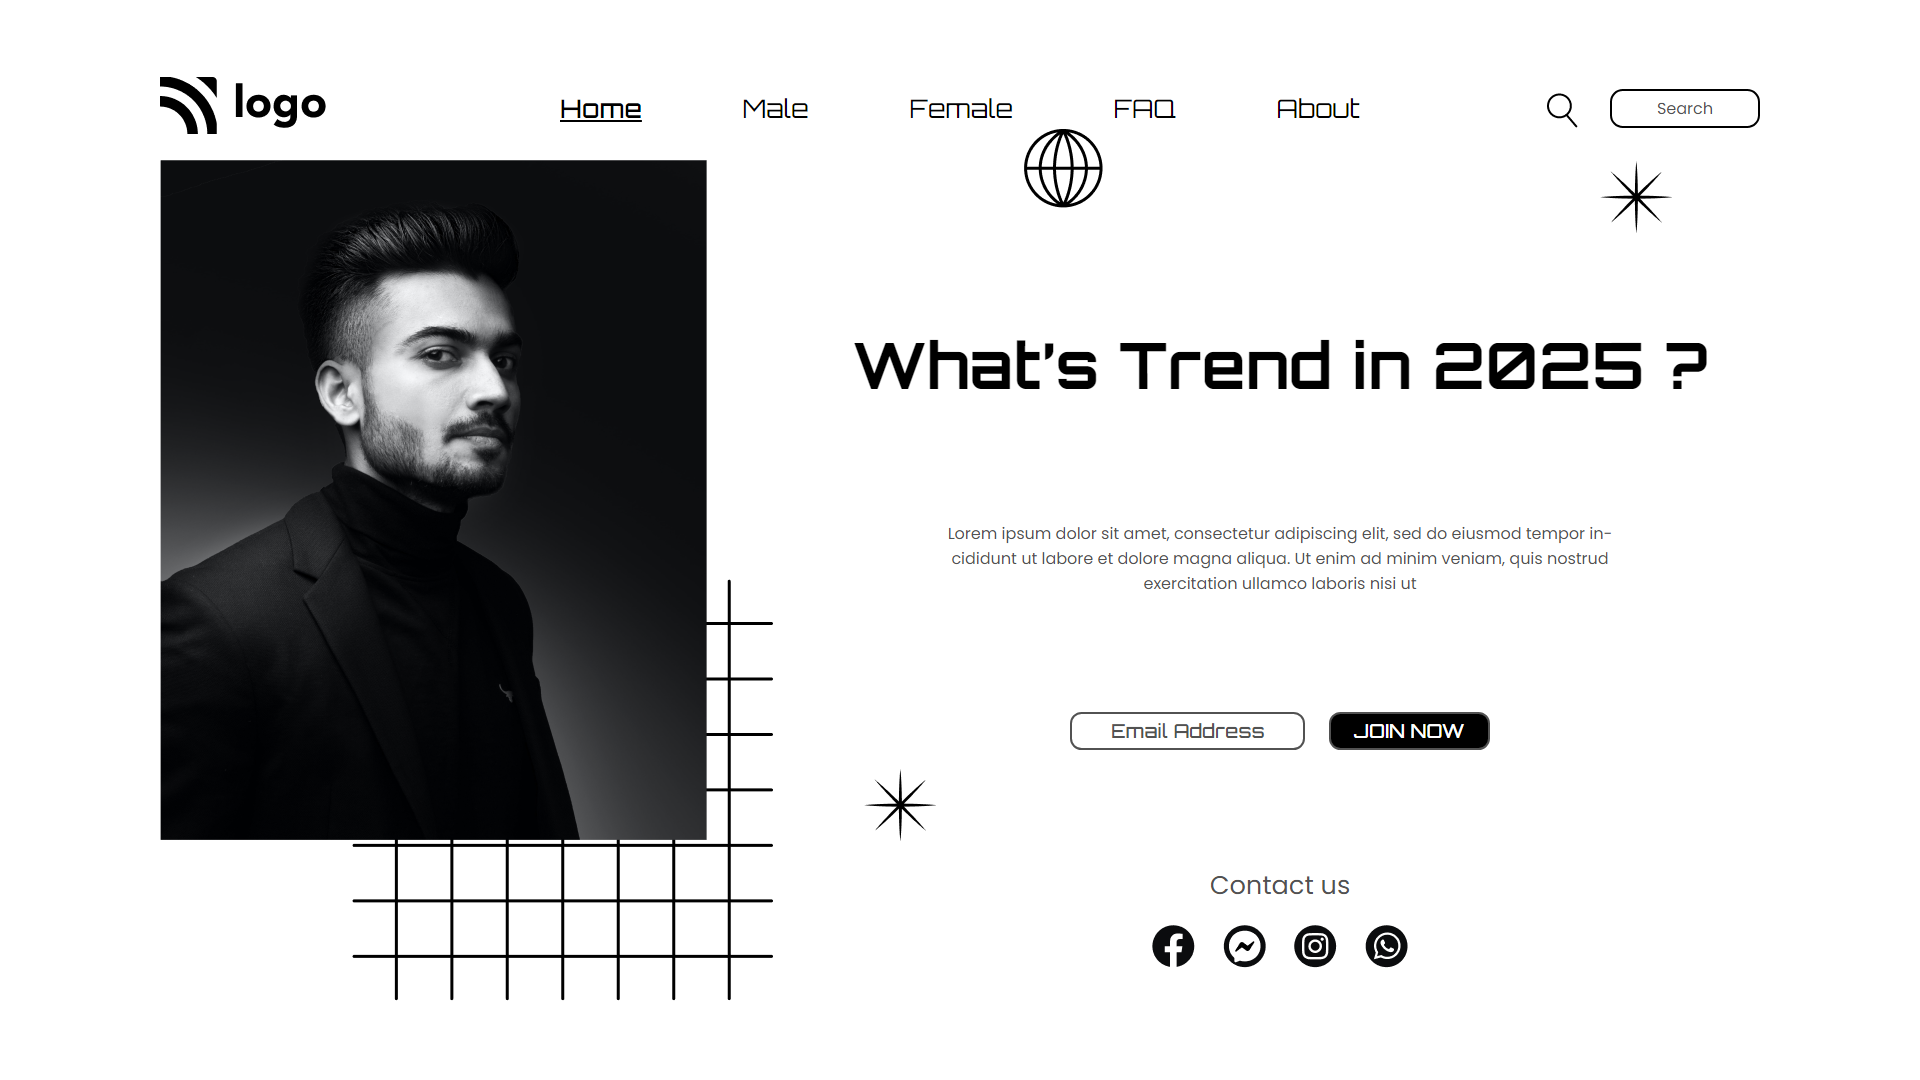 logo
Home Male Female FAQ About
Search
What's Trend in 2025 ?
Lorem ipsum dolor sit amet, consectetur adipiscing elit, sed do eiusmod tempor in-
cididunt ut labore et dolore magna aliqua. Ut enim ad minim veniam, quis nostrud
exercitation ullamco laboris nisi ut
Email Address JOIN NOW
Contact us